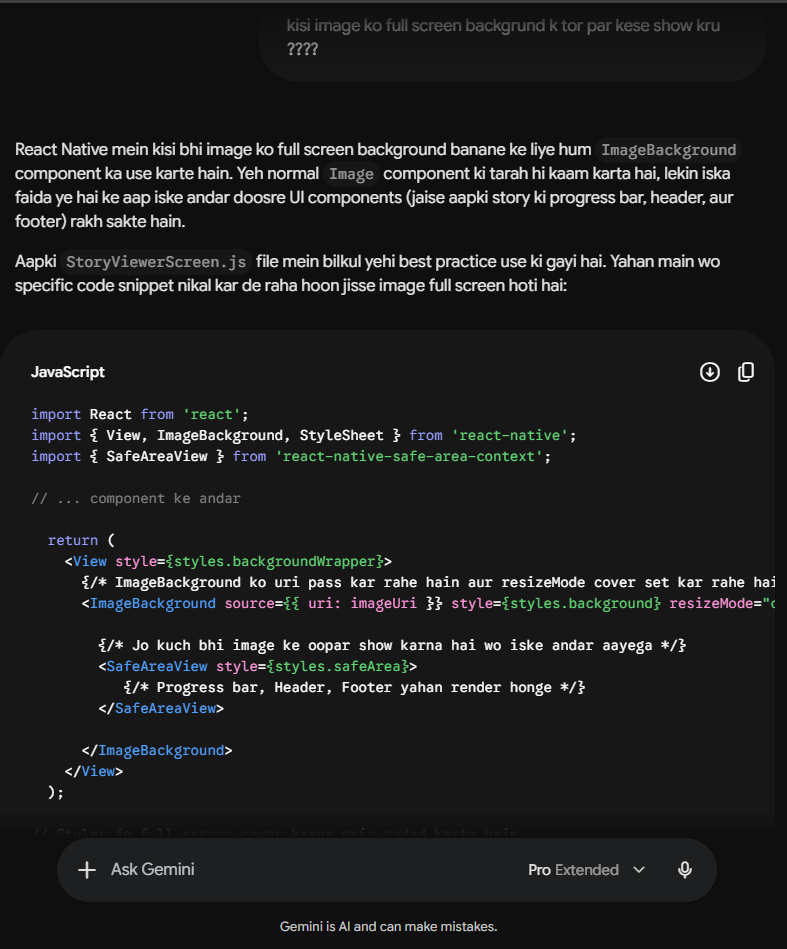 kisi image ko full screen backgrund k tor par kese show kru
????
React Native mein kisi bhi image ko full screen background banane ke liye hum ImageBackground
component ka use karte hain. Yeh normal Image component ki tarah hi kaam karta hai, lekin iska
faida ye hai ke aap iske andar doosre UI components (jaise aapki story ki progress bar, header, aur
footer) rakh sakte hain.
Aapki StoryViewerScreen.js file mein bilkul yehi best practice use ki gayi hai. Yahan main wo
specific code snippet nikal kar de raha hoon jisse image full screen hoti hai:
JavaScript
import React from 'react';
import { View, ImageBackground, StyleSheet } from 'react-native';
import { SafeAreaView } from 'react-native-safe-area-context';
// ... component ke andar
return (
<View style={styles.backgroundWrapper}>
{/* ImageBackground ko uri pass kar rahe hain aur resizeMode cover set kar rahe hai
<ImageBackground source={{ uri: imageUri }} style={styles.background} resizeMode="c
{/* Jo kuch bhi image ke oopar show karna hai wo iske andar aayega */}
<SafeAreaView style={styles.safeArea}>
{/* Progress bar, Header, Footer yahan render honge */}
</SafeAreaView>
</ImageBackground>
</View>
);
// Styles jo full screen cover karne mein madad karte hain
Ask Gemini
Pro Extended
Gemini is AI and can make mistakes.